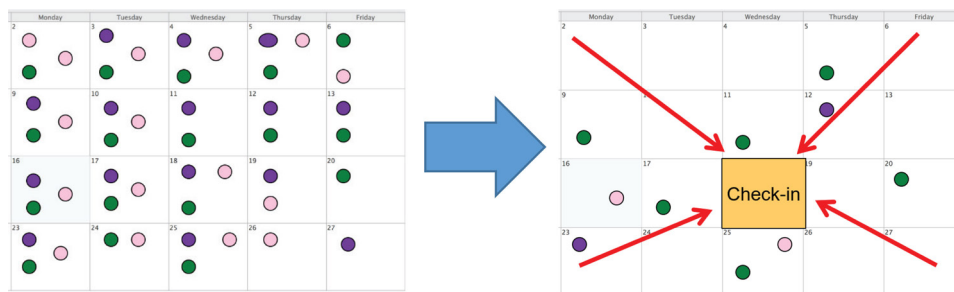 Monday Tuesday Wednesday Thursday Friday
2 3 4 5 6
9 10 11 12 13
16 17 18 19 20
23 24 25 26 27
Monday Tuesday Wednesday Thursday Friday
2 3 4 5 6
9 10 11 12 13
16 17 19 20
Check-in
23 24 25 26 27